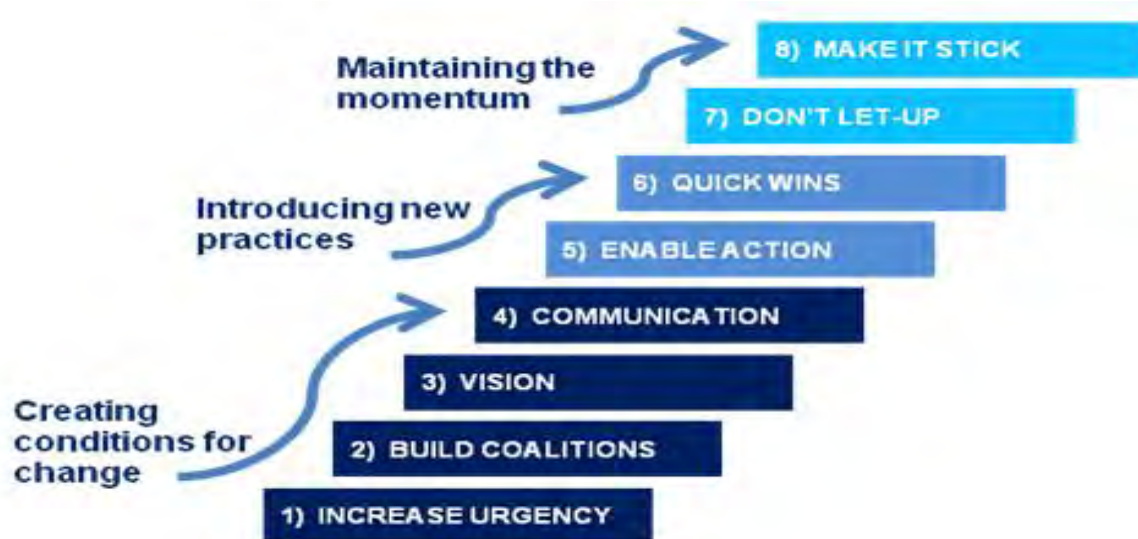 8) MAKE IT STICK
Maintaining the
momentum
7) DON'T LET-UP
6) QUICK WINS
Introducing new
practices
5) ENABLE ACTION
4) COMMUNICATION
3) VISION
Creating
conditions for
change
2) BUILD COALITIONS
1) INCREASE URGENCY